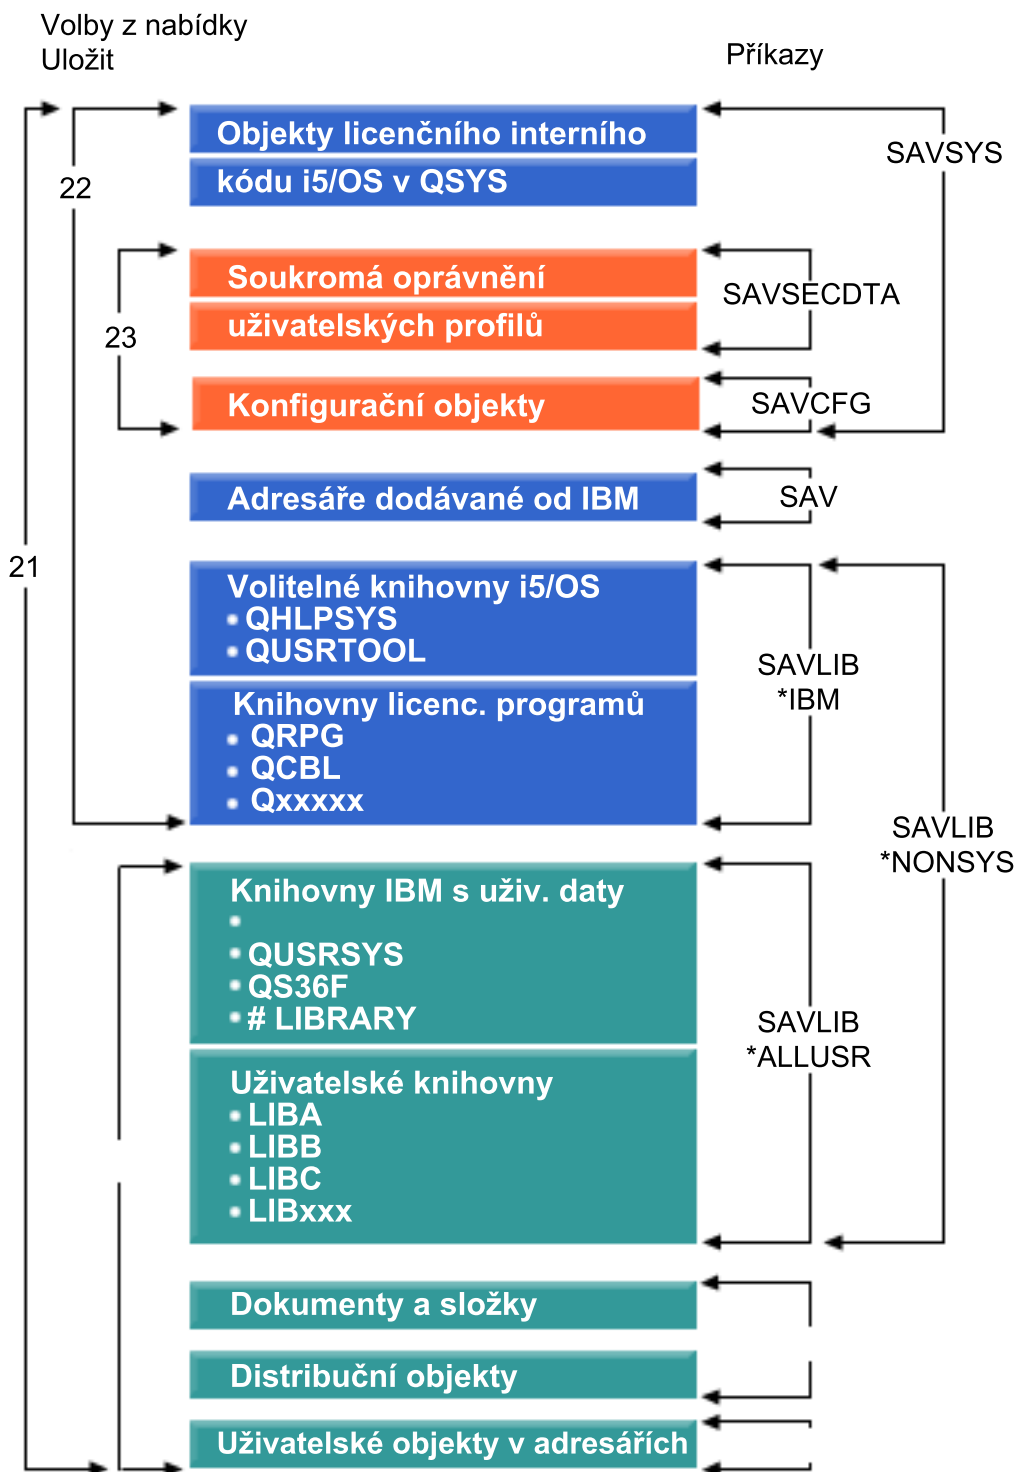 Volby z nabídky
Uložit
Příkazy
Objekty licenčního interního
kódu i5/OS v QSYS
SAVSYS
22
Soukromá oprávnění
uživatelských profilů
SAVSECDTA
23
Konfigurační objekty
SAVCFG
Adresáře dodávané od IBM
SAV
21
Volitelné knihovny i5/OS
• QHLPSYS
• QUSRTOOL
SAVLIB
*IBM
Knihovny licenc. programů
• QRPG
• QCBL
• Qxxxxx
SAVLIB
*NONSYS
Knihovny IBM s uživ. daty
•
• QUSRSYS
• QS36F
• # LIBRARY
SAVLIB
*ALLUSR
Uživatelské knihovny
• LIBA
• LIBB
• LIBC
• LIBxxx
Dokumenty a složky
Distribuční objekty
Uživatelské objekty v adresářích